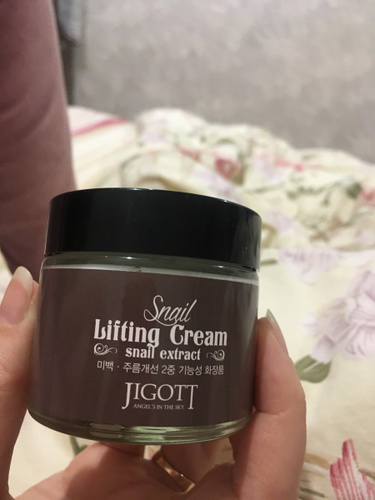 Snail
Lifting Cream
snail extract
미백 · 주름개선 2중 기능성 화장품
JIGOTT
ANGEL'S IN THE SKY